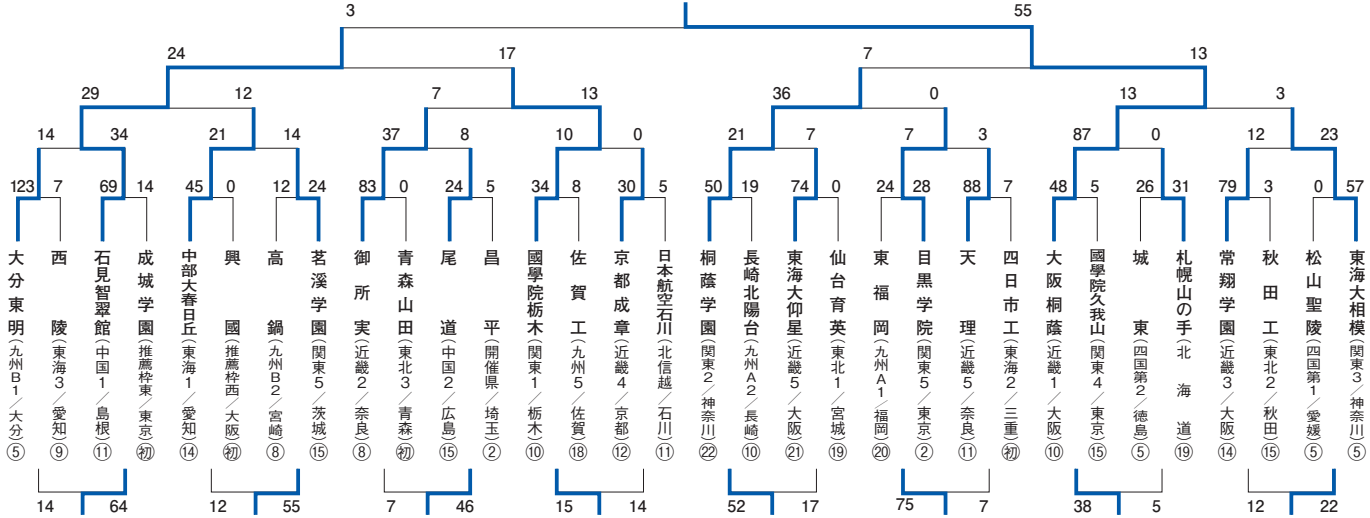 3 55
24 17 7 13
29 12 7 13 36 0 13 3
14 34 21 14 37 8 10 0 21 7 7 3 87 0 12 23
123 7 69 14 45 0 12 24 83 0 24 5 34 8 30 5 50 19 74 0 24 28 88 7 48 5 26 31 79 3 0 57
大分東明(九州B1/大分)⑤
西陵(東海3/愛知)⑨
石見智翠館(中国1/島根)⑪
成城学園(推薦枠東/東京)初
中部大春日丘(東海1/愛知)⑭
興國(推薦枠西/大阪)初
高鍋(九州B2/宮崎)⑧
茗溪学園(関東5/茨城)⑮
御所実(近畿2/奈良)⑧
青森山田(東北3/青森)初
尾道(中国2/広島)⑮
昌平(開催県/埼玉)②
國學院栃木(関東1/栃木)⑩
佐賀工(九州5/佐賀)⑱
京都成章(近畿4/京都)⑫
日本航空石川(北信越/石川)⑪
桐蔭学園(関東2/神奈川)㉒
長崎北陽台(九州A2/長崎)⑩
東海大仰星(近畿5/大阪)㉑
仙台育英(東北1/宮城)⑲
東福岡(九州A1/福岡)⑳
目黒学院(関東5/東京)②
天理(近畿5/奈良)⑪
四日市工(東海2/三重)初
大阪桐蔭(近畿1/大阪)⑩
國學院久我山(関東4/東京)⑮
城東(四国第2/徳島)⑤
札幌山の手(北海道)⑲
常翔学園(近畿3/大阪)⑭
秋田工(東北2/秋田)⑮
松山聖陵(四国第1/愛媛)⑤
東海大相模(関東3/神奈川)⑤
14 64 12 55 7 46 15 14 52 17 75 7 38 5 12 22